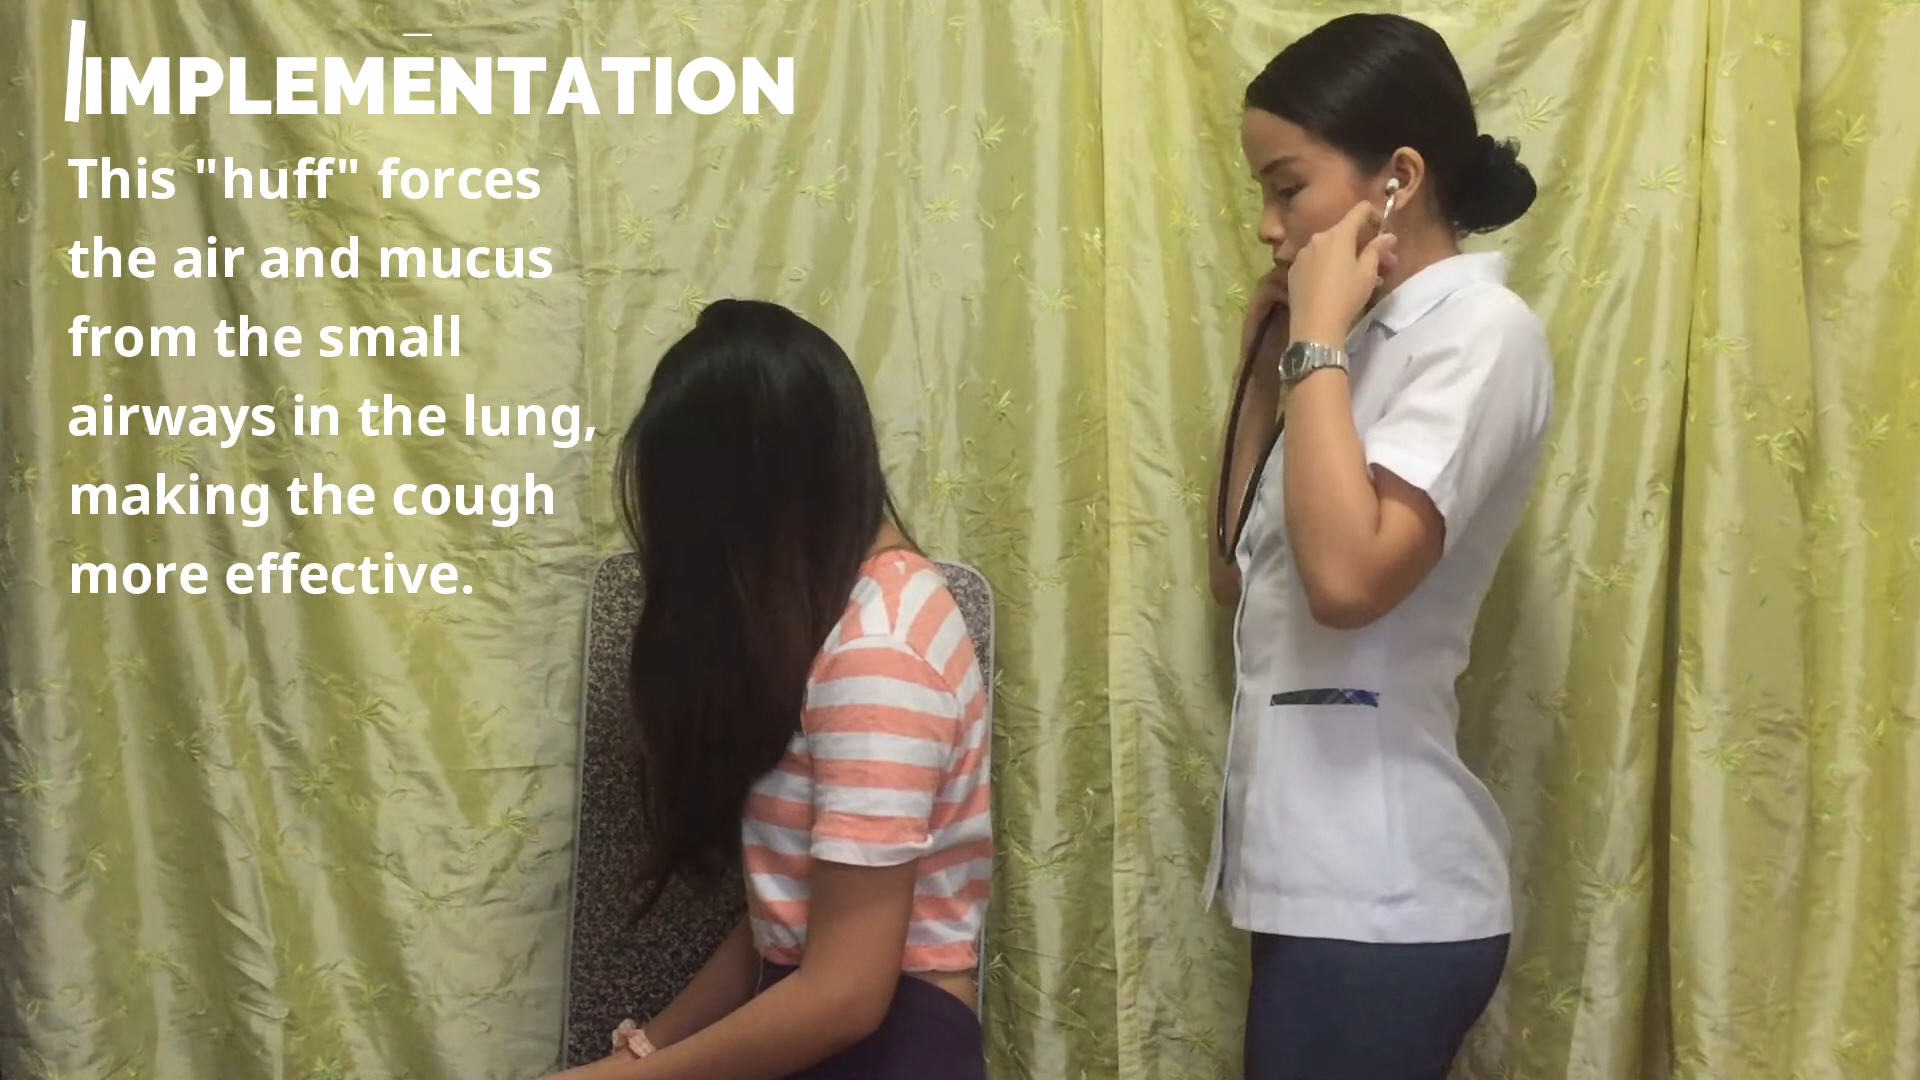 IMPLEMENTATION
This "huff" forces
the air and mucus
from the small
airways in the lung,
making the cough
more effective.